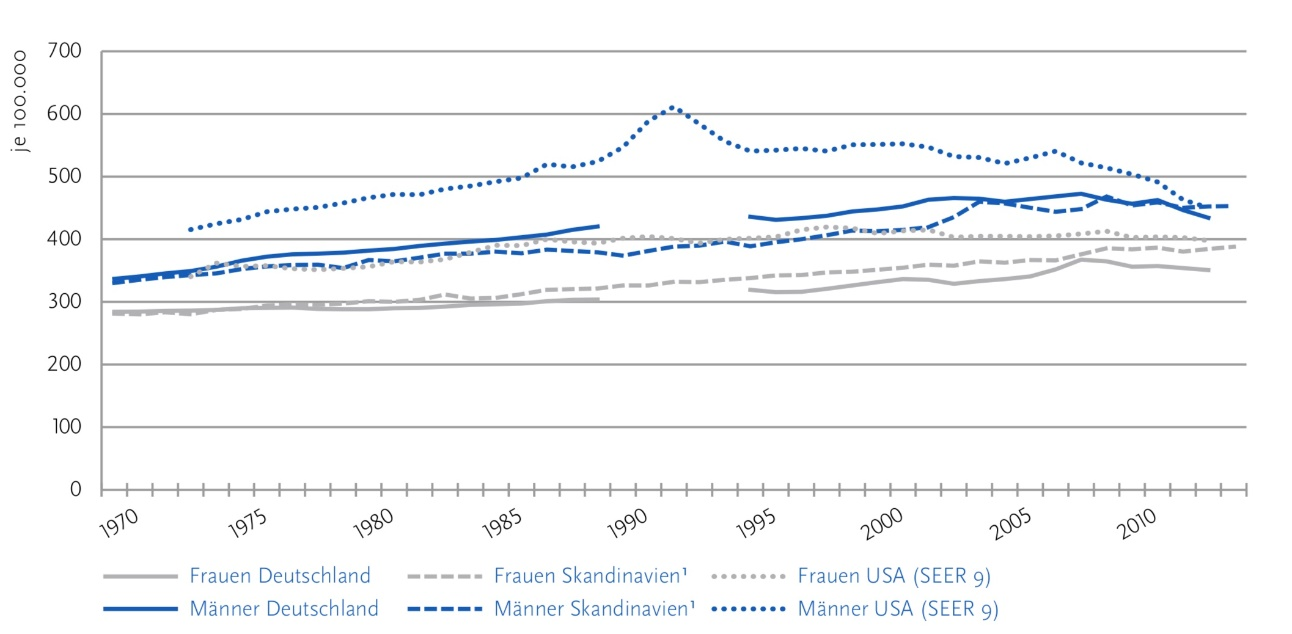 je 100.000
700
600
500
400
300
200
100
0
1970 1975 1980 1985 1990 1995 2000 2005 2010
Frauen Deutschland Frauen Skandinavien¹ Frauen USA (SEER 9)
Männer Deutschland Männer Skandinavien¹ Männer USA (SEER 9)